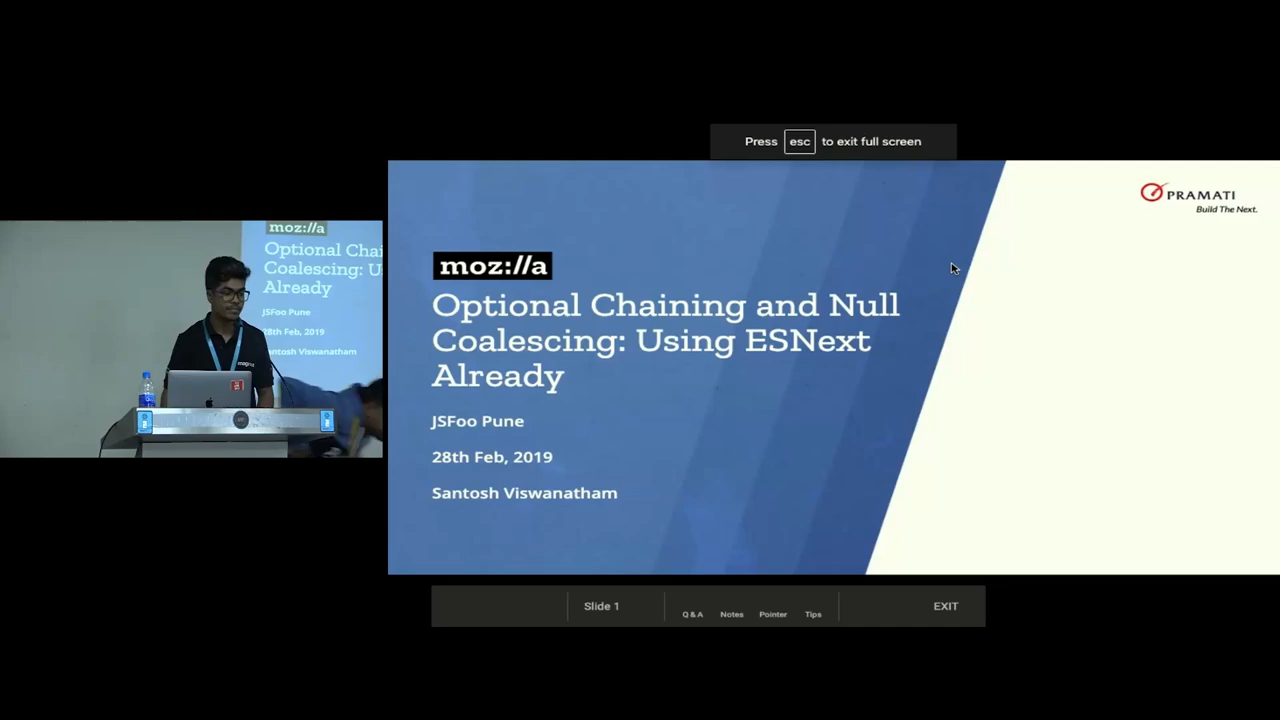 Press esc to exit full screen
PRAMATI
Build The Next.
moz://a
Optional Chaining and Null
Coalescing: Using ESNext
Already
JSFoo Pune
28th Feb, 2019
Santosh Viswanatham
Slide 1
Q & A
Notes
Pointer
Tips
EXIT
moz://a
Optional Chai
Coalescing: U
Already
JSFoo Pune
28th Feb, 2019
Santosh Viswanatham